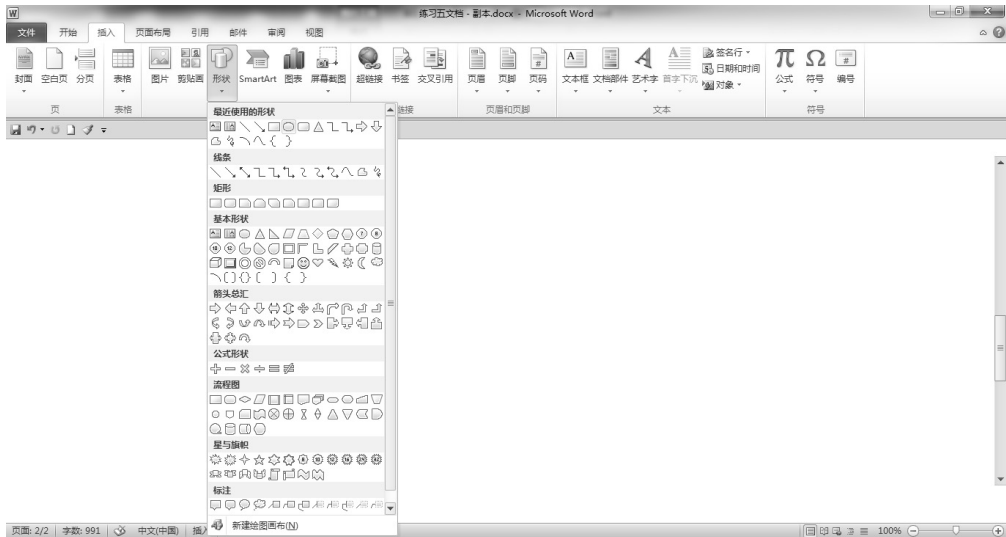 练习五文档 - 副本.docx - Microsoft Word
文件 开始 插入 页面布局 引用 邮件 审阅 视图
封面 空白页 分页 表格 图片 剪贴画 形状 SmartArt 图表 屏幕截图 超链接 书签 交叉引用 页眉 页脚 页码 文本框 文档部件 艺术字 首字下沉 签名行 日期和时间 对象 公式 符号 编号
页 表格 链接 页眉和页脚 文本 符号
最近使用的形状
线条
矩形
基本形状
箭头总汇
公式形状
流程图
星与旗帜
标注
新建绘图画布(N)
页面: 2/2 字数: 991 中文(中国) 插入 100%